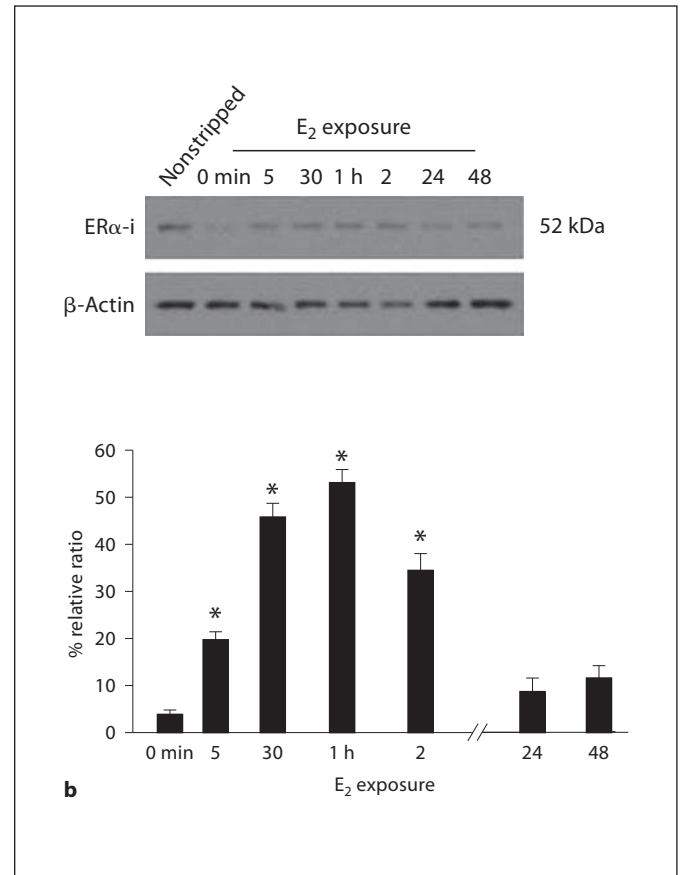 Nonstripped
E₂ exposure
0 min 5 30 1 h 2 24 48
ERα-i 52 kDa
β-Actin
60
50
40
30
20
10
0
% relative ratio
* * * *
0 min 5 30 1 h 2 24 48
E₂ exposure
b